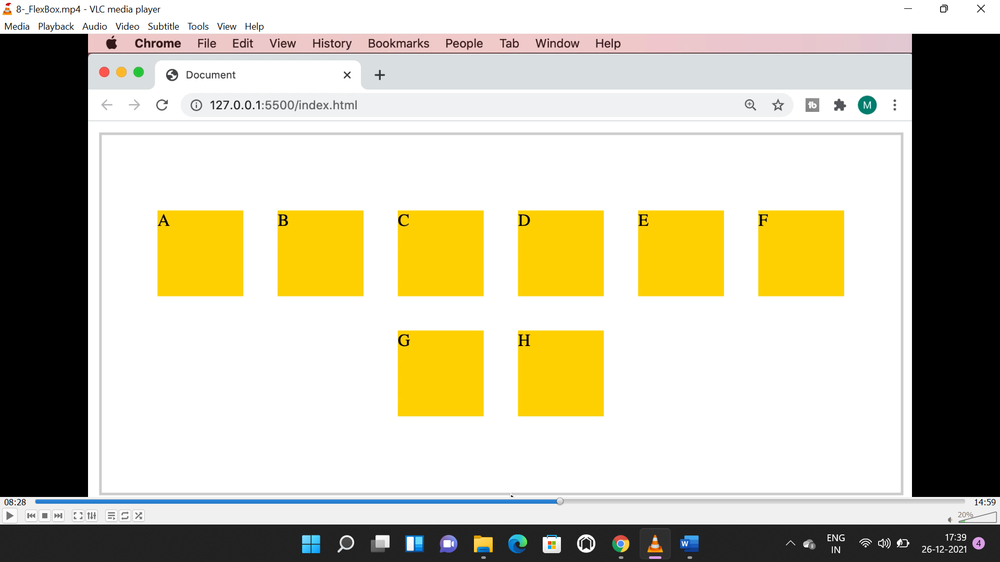 8-_FlexBox.mp4 - VLC media player
Media Playback Audio Video Subtitle Tools View Help
Chrome File Edit View History Bookmarks People Tab Window Help
Document
127.0.0.1:5500/index.html
M
A B C D E F
G H
08:28 14:59
20%
ENG
IN
17:39
26-12-2021
4